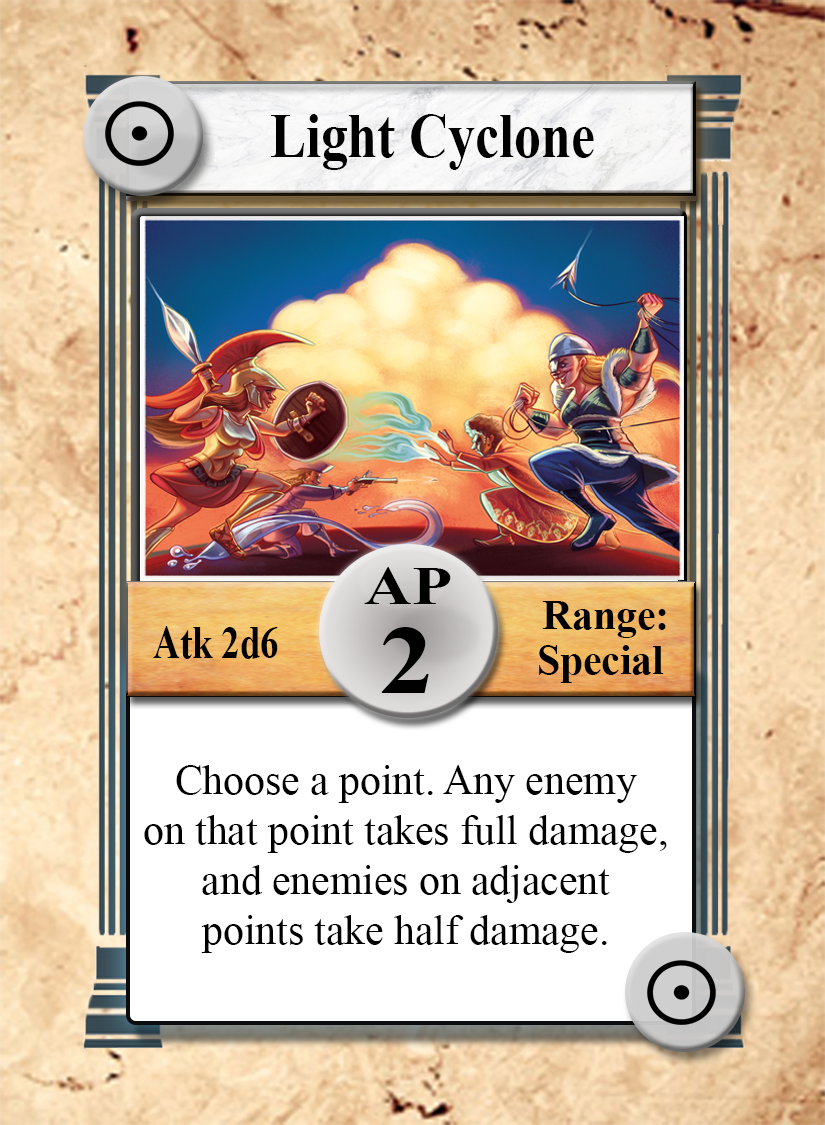 Light Cyclone
Atk 2d6
AP
2
Range:
Special
Choose a point. Any enemy
on that point takes full damage,
and enemies on adjacent
points take half damage.